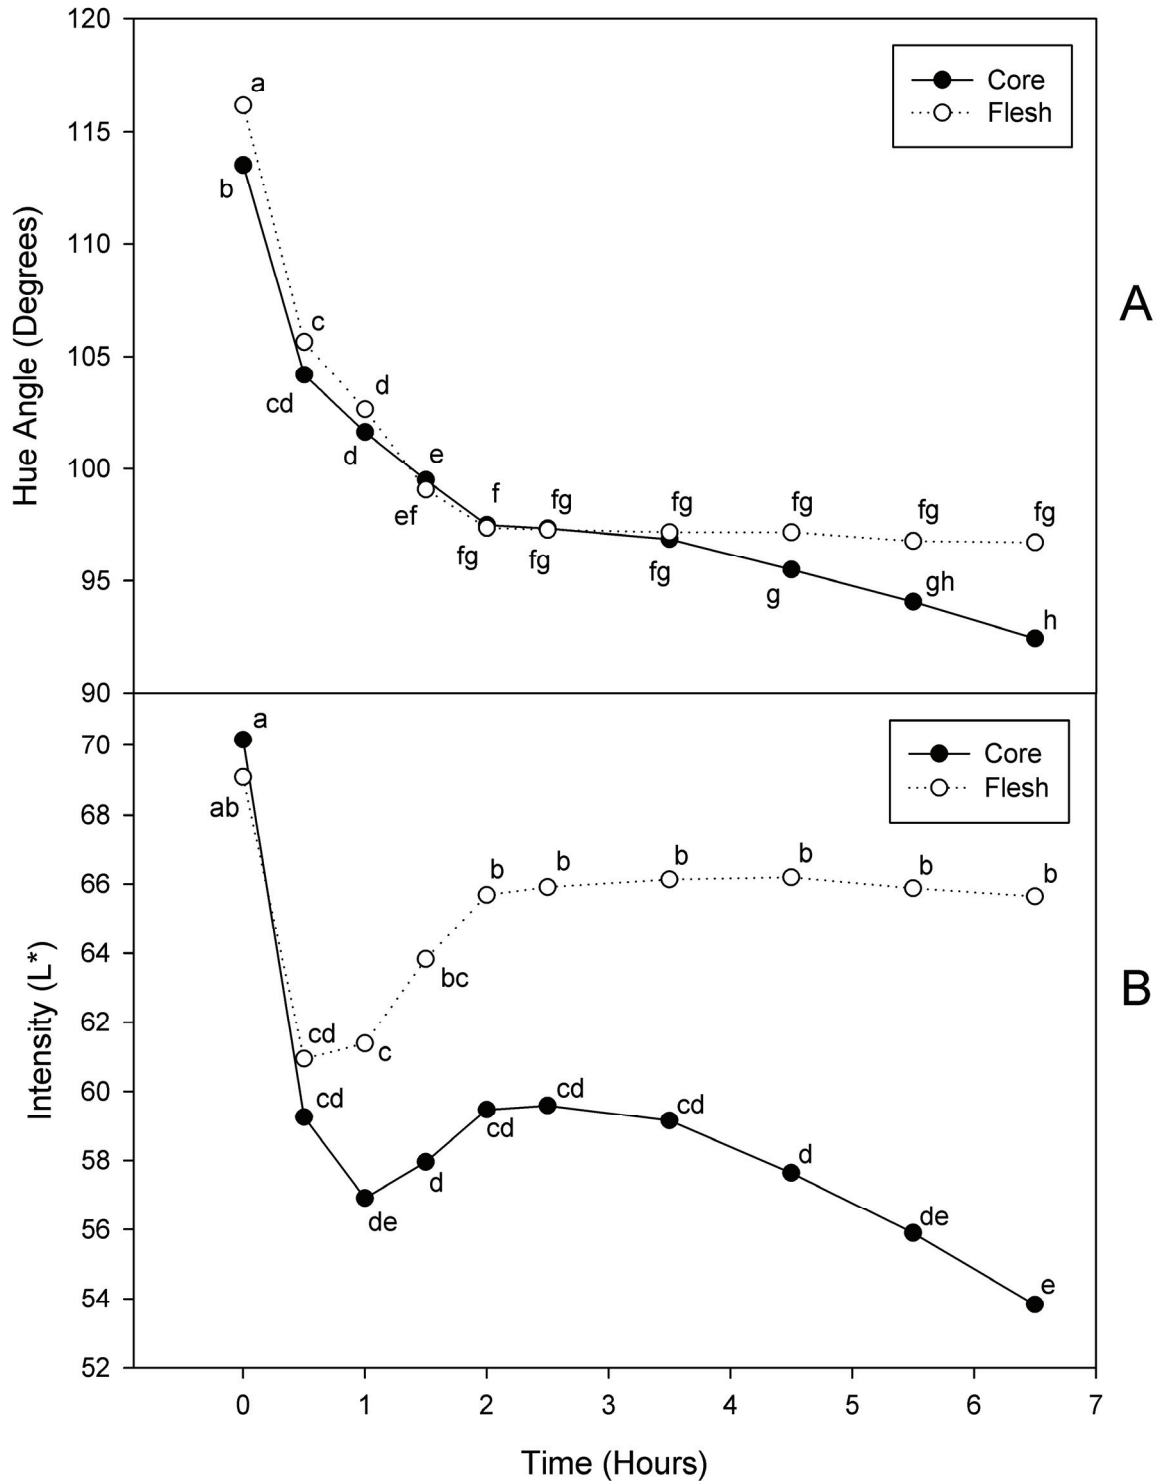 120
115
110
105
100
95
90
Hue Angle (Degrees)
Core
Flesh
a
b
c
cd
d
d
e
ef
f
fg
fg
fg
fg
fg
fg
g
fg
gh
fg
h
A
70
68
66
64
62
60
58
56
54
52
Intensity (L*)
Core
Flesh
a
ab
cd
cd
c
de
bc
d
b
cd
b
cd
b
cd
b
d
b
de
b
e
B
0 1 2 3 4 5 6 7
Time (Hours)